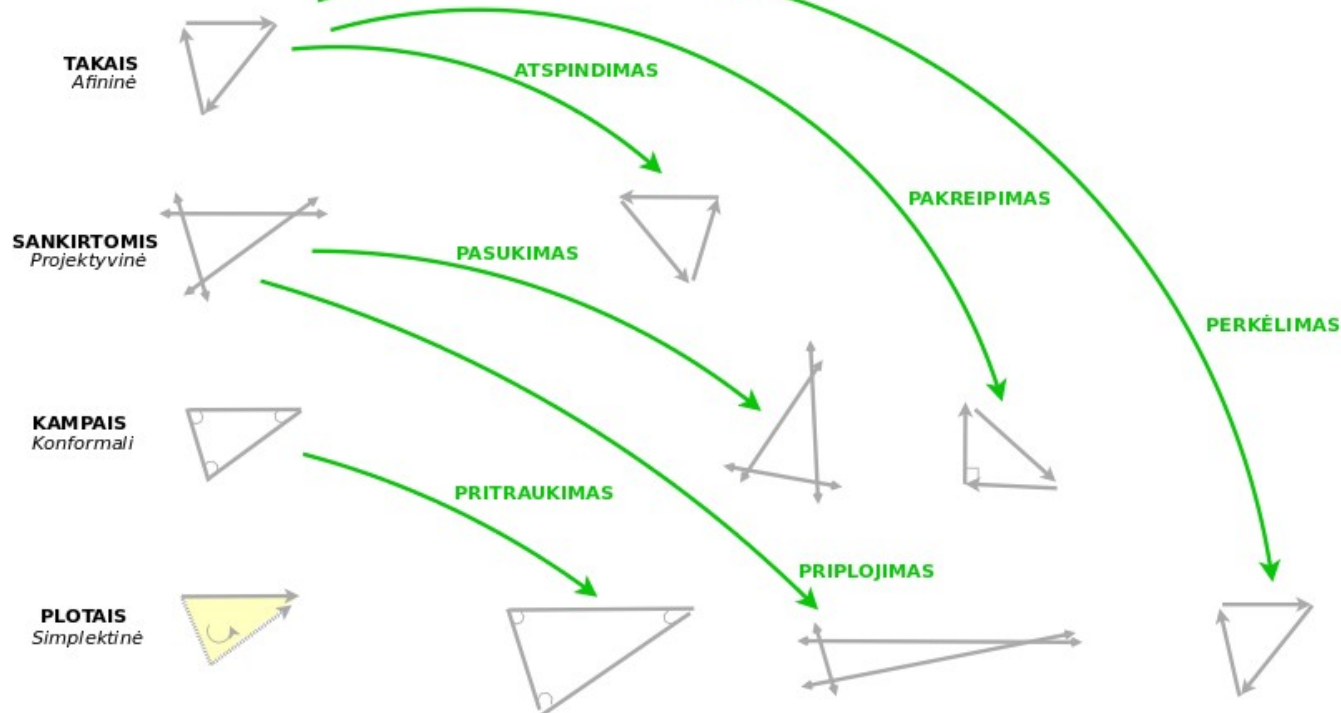 TAKAIS
Afininė
ATSPINDIMAS
PAKREIPIMAS
SANKIRTOMIS
Projektyvinė
PASUKIMAS
PERKĖLIMAS
KAMPAIS
Konformali
PRITRAUKIMAS
PRIPLOJIMAS
PLOTAIS
Simplektinė